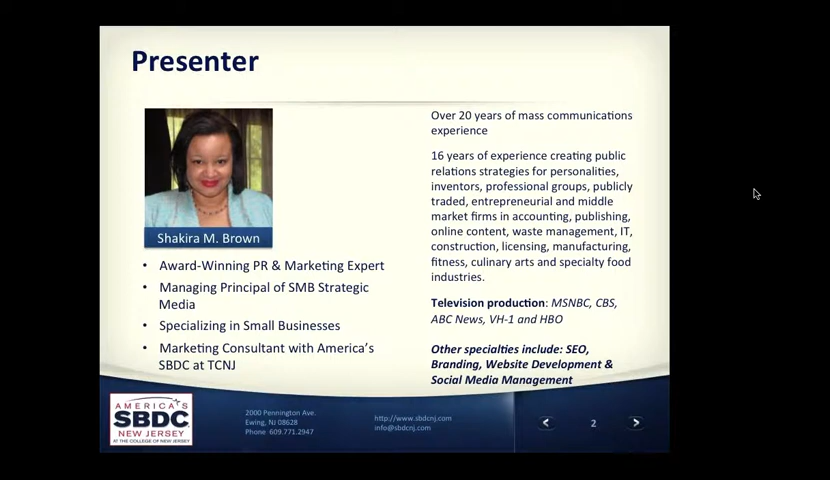 Presenter
Shakira M. Brown
• Award-Winning PR & Marketing Expert
• Managing Principal of SMB Strategic
Media
• Specializing in Small Businesses
• Marketing Consultant with America's
SBDC at TCNJ
Over 20 years of mass communications
experience
16 years of experience creating public
relations strategies for personalities,
inventors, professional groups, publicly
traded, entrepreneurial and middle
market firms in accounting, publishing,
online content, waste management, IT,
construction, licensing, manufacturing,
fitness, culinary arts and specialty food
industries.
Television production: MSNBC, CBS,
ABC News, VH-1 and HBO
Other specialties include: SEO,
Branding, Website Development &
Social Media Management
AMERICA'S
SBDC
NEW JERSEY
AT THE COLLEGE OF NEW JERSEY
2000 Pennington Ave.
Ewing, NJ 08628
Phone 609.771.2947
http://www.sbdcnj.com
info@sbdcnj.com
2